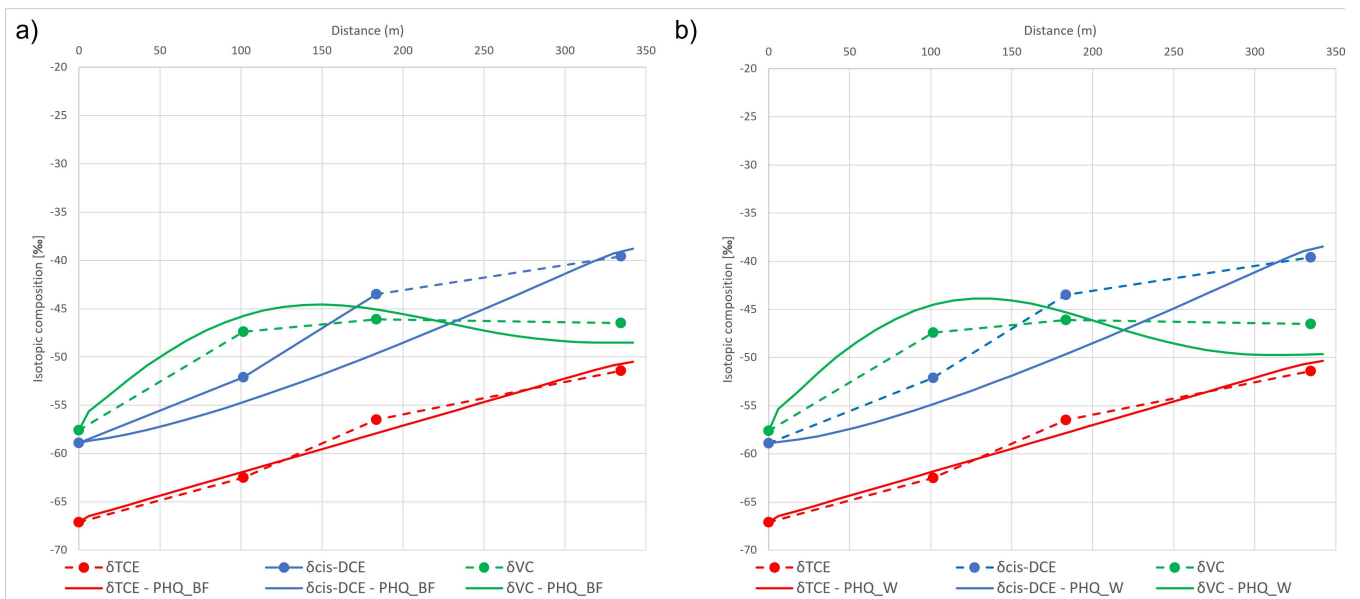 a)
Distance (m)
0 50 100 150 200 250 300 350
-20
-25
-30
-35
-40
-45
-50
-55
-60
-65
-70
Isotopic composition [‰]
δTCE δcis-DCE δVC
δTCE - PHQ_BF δcis-DCE - PHQ_BF δVC - PHQ_BF
b)
Distance (m)
0 50 100 150 200 250 300 350
-20
-25
-30
-35
-40
-45
-50
-55
-60
-65
-70
Isotopic composition [‰]
δTCE δcis-DCE δVC
δTCE - PHQ_W δcis-DCE - PHQ_W δVC - PHQ_W